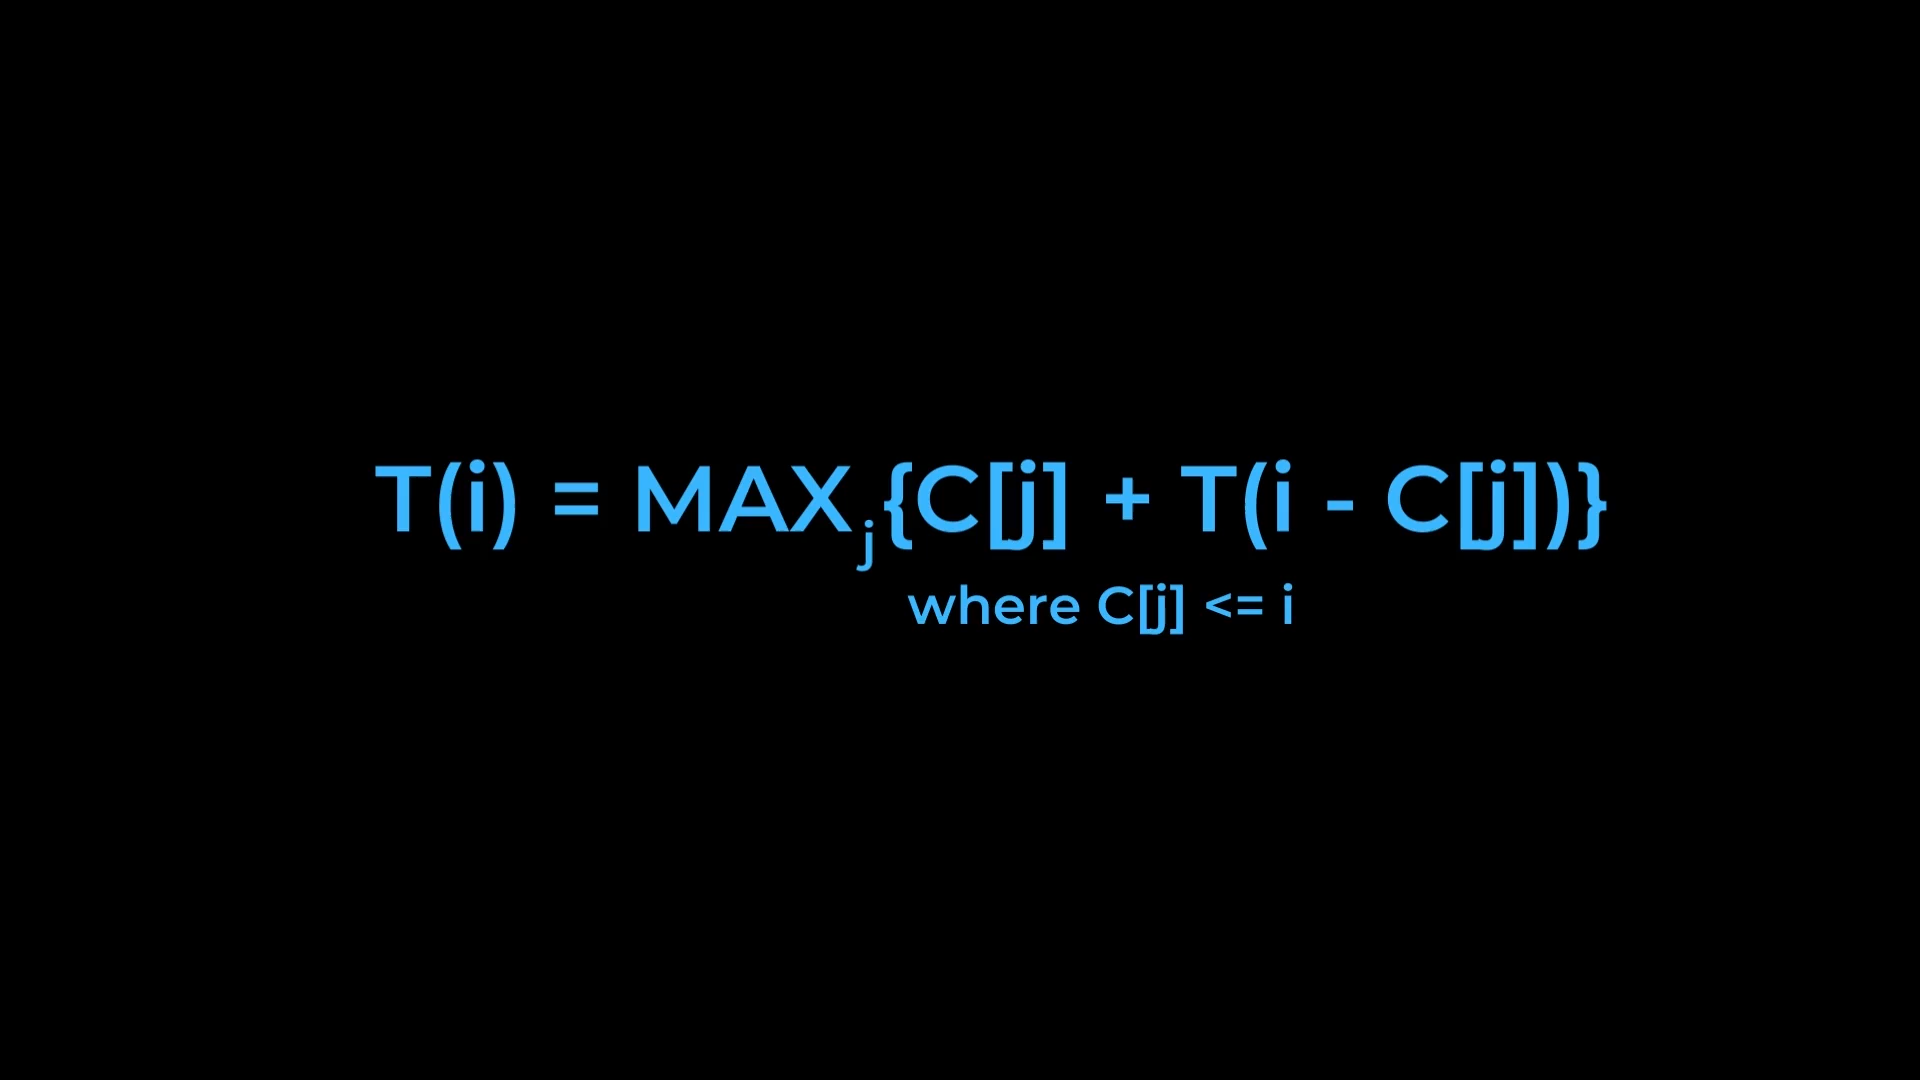 T(i) = MAXj{C[j] + T(i - C[j])}
where C[j] <= i